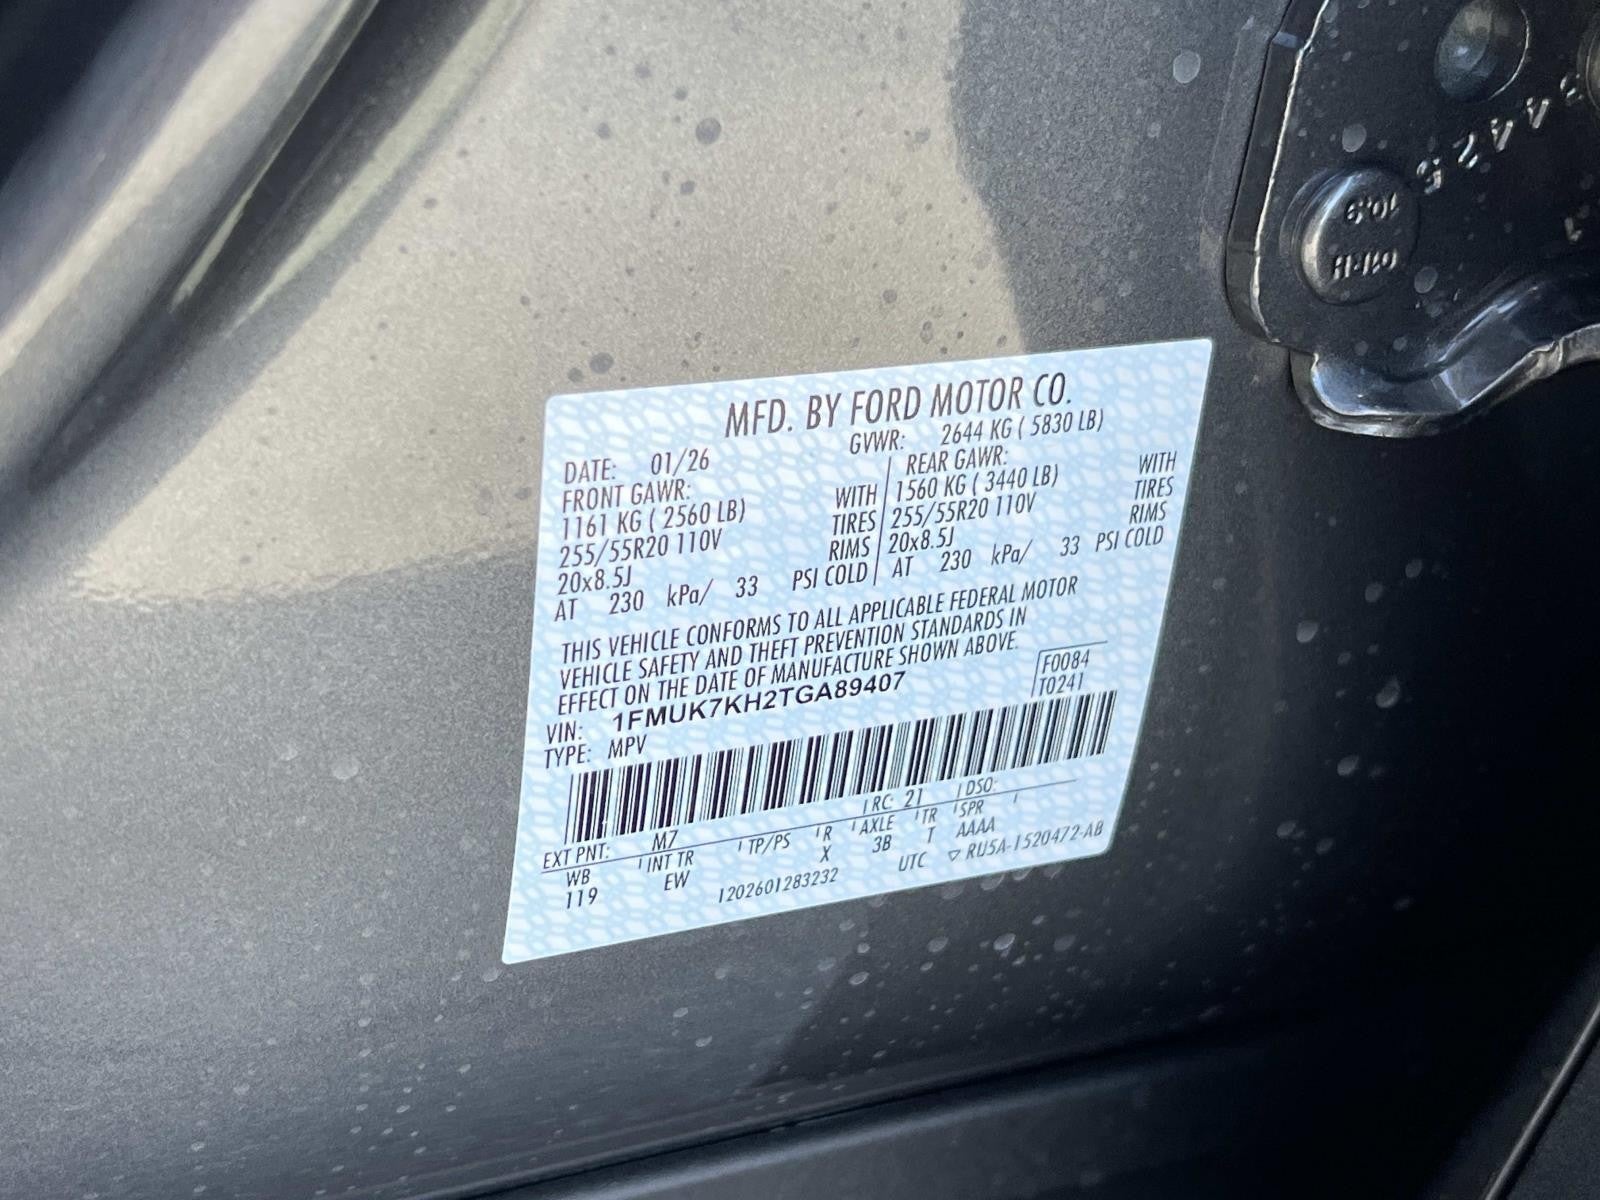 MFD. BY FORD MOTOR CO.
DATE: 01/26 GVWR: 2644 KG ( 5830 LB)
FRONT GAWR: REAR GAWR:
1161 KG ( 2560 LB) WITH 1560 KG ( 3440 LB) WITH
255/55R20 110V TIRES 255/55R20 110V TIRES
20x8.5J RIMS 20x8.5J RIMS
AT 230 kPa/ 33 PSI COLD AT 230 kPa/ 33 PSI COLD
THIS VEHICLE CONFORMS TO ALL APPLICABLE FEDERAL MOTOR
VEHICLE SAFETY AND THEFT PREVENTION STANDARDS IN
EFFECT ON THE DATE OF MANUFACTURE SHOWN ABOVE.
F0084
VIN: 1FMUK7KH2TGA89407 T0241
TYPE: MPV
EXT PNT: M7 RC: 21 DSO:
WB INT TR TP/PS R AXLE TR SPR
119 EW X 3B T AAAA
1202601283232 UTC ▽ RU5A-1520472-AB
10.9
4425